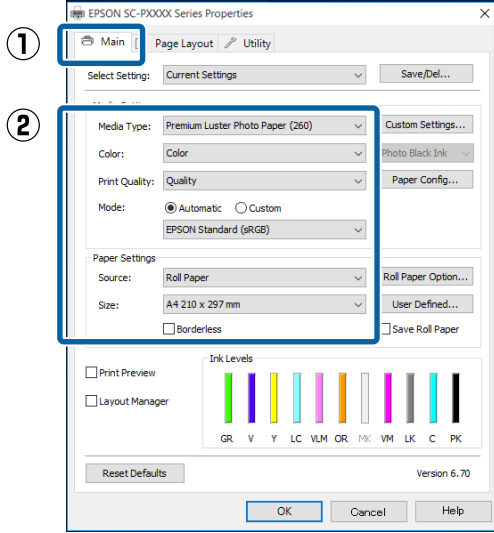 EPSON SC-PXXXX Series Properties
① Main Page Layout Utility
Select Setting: Current Settings Save/Del...
②
Media Type: Premium Luster Photo Paper (260) Custom Settings...
Color: Color Photo Black Ink
Print Quality: Quality Paper Config...
Mode: Automatic Custom
EPSON Standard (sRGB)
Paper Settings
Source: Roll Paper Roll Paper Option...
Size: A4 210 x 297 mm User Defined...
Borderless Save Roll Paper
Ink Levels
Print Preview
Layout Manager
GR V Y LC VLM OR MK VM LK C PK
Reset Defaults Version 6.70
OK Cancel Help